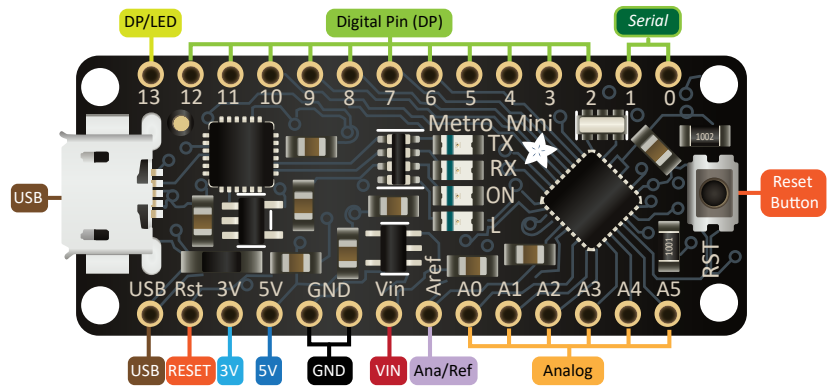 DP/LED
Digital Pin (DP)
Serial
13 12 11 10 9 8 7 6 5 4 3 2 1 0
Metro Mini
1002
TX
RX
ON
L
USB
Reset
Button
1001
RST
USB Rst 3V 5V GND Vin Aref A0 A1 A2 A3 A4 A5
USB RESET 3V 5V GND VIN Ana/Ref Analog